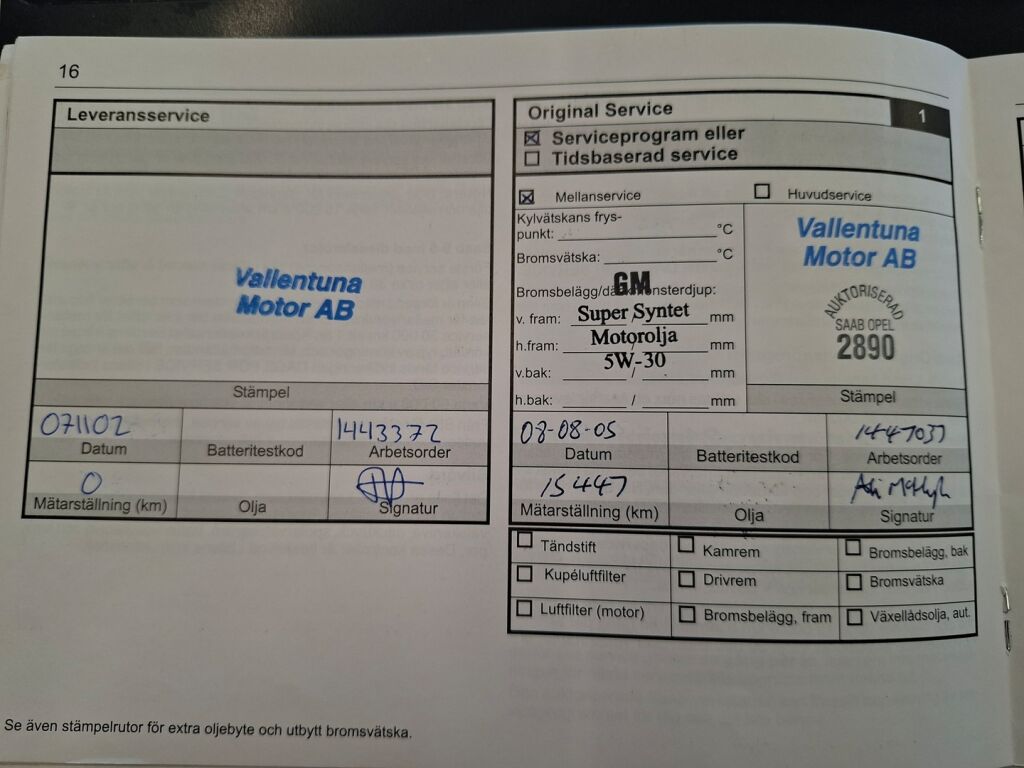 16
Leveransservice
Vallentuna
Motor AB
Stämpel
071102
Datum
Batteritestkod
1443372
Arbetsorder
0
Mätarställning (km)
Olja
Signatur
Original Service
1
Serviceprogram eller
Tidsbaserad service
Mellanservice
Huvudservice
Kylvätskans frys-
punkt: °C
Bromsvätska: °C
Bromsbelägg/däckmönsterdjup:
v. fram: / mm
h.fram: / mm
v.bak: / mm
h.bak: / mm
GM
Super Syntet
Motorolja
5W-30
Vallentuna
Motor AB
AUKTORISERAD
SAAB OPEL
2890
Stämpel
08-08-05
Datum
Batteritestkod
Arbetsorder
15447
Mätarställning (km)
Olja
Signatur
Tändstift
Kamrem
Bromsbelägg, bak
Kupéluftfilter
Drivrem
Bromsvätska
Luftfilter (motor)
Bromsbelägg, fram
Växellådsolja, aut.
Se även stämpelrutor för extra oljebyte och utbytt bromsvätska.